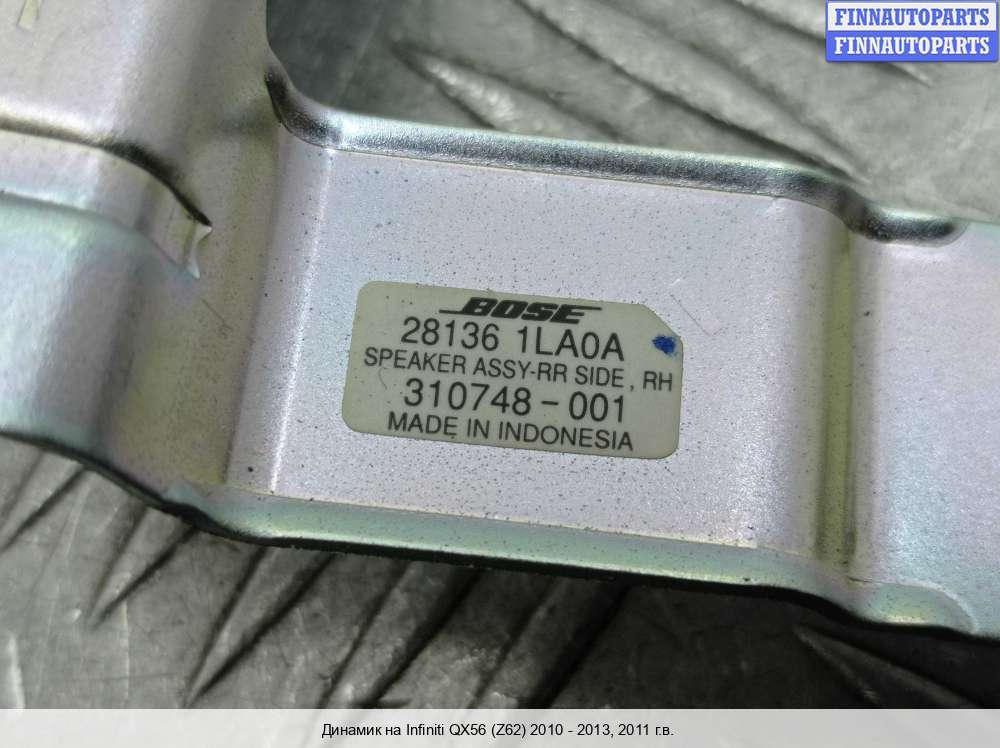 FINNAUTOPARTS
FINNAUTOPARTS
BOSE
28136 1LA0A
SPEAKER ASSY-RR SIDE, RH
310748-001
MADE IN INDONESIA
Динамик на Infiniti QX56 (Z62) 2010 - 2013, 2011 г.в.